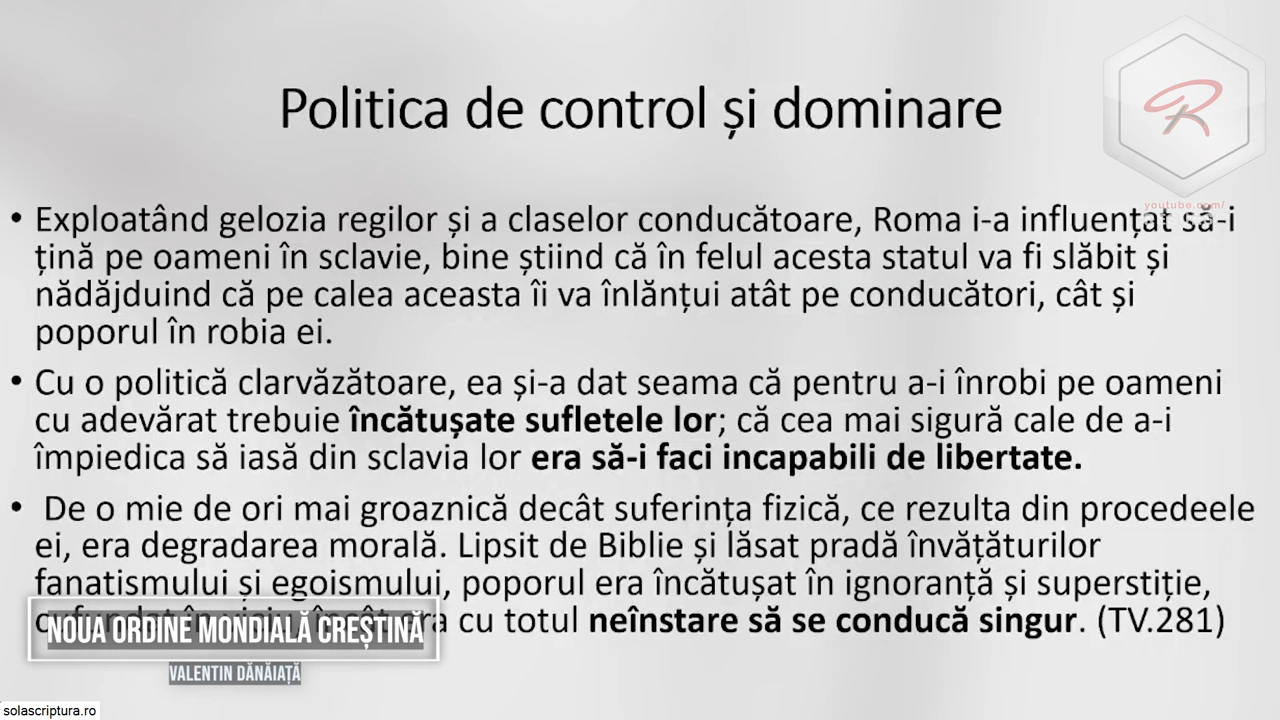 Politica de control și dominare
youtube.com/
• Exploatând gelozia regilor și a claselor conducătoare, Roma i-a influențat să-i
țină pe oameni în sclavie, bine știind că în felul acesta statul va fi slăbit și
nădăjduind că pe calea aceasta îi va înlănțui atât pe conducători, cât și
poporul în robia ei.
• Cu o politică clarvăzătoare, ea și-a dat seama că pentru a-i înrobi pe oameni
cu adevărat trebuie încătușate sufletele lor; că cea mai sigură cale de a-i
împiedica să iasă din sclavia lor era să-i faci incapabili de libertate.
• De o mie de ori mai groaznică decât suferința fizică, ce rezulta din procedeele
ei, era degradarea morală. Lipsit de Biblie și lăsat pradă învățăturilor
fanatismului și egoismului, poporul era încătușat în ignoranță și superstiție,
cu totul neînstare să se conducă singur. (TV.281)
NOUA ORDINE MONDIALĂ CREȘTINĂ
VALENTIN DĂNĂIAȚĂ
solascriptura.ro